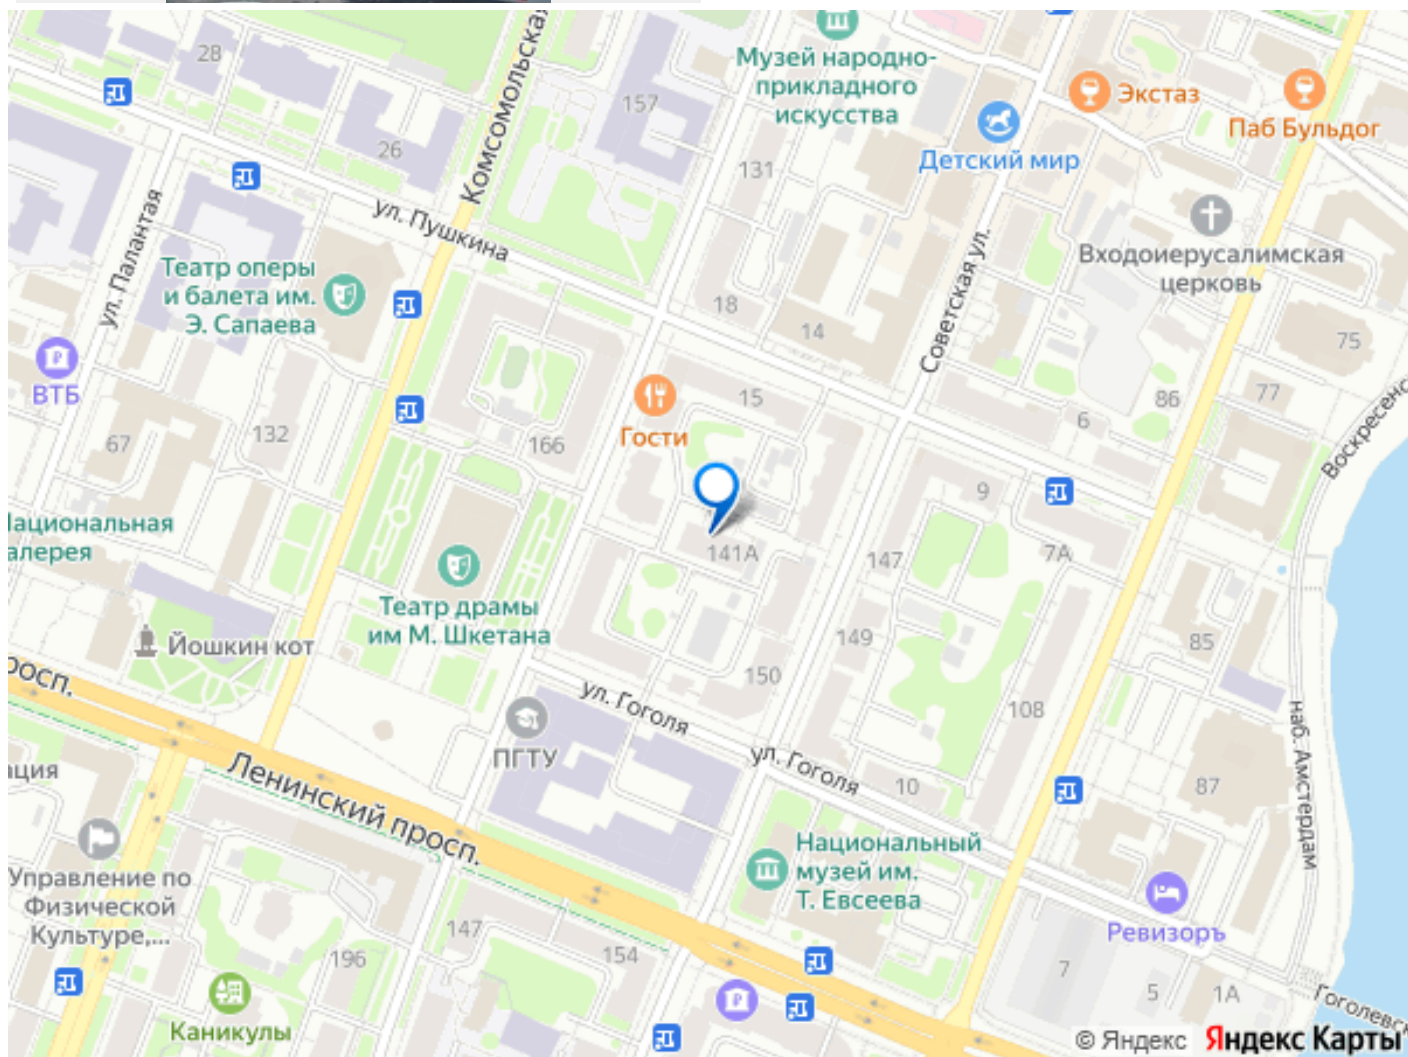 28
157
26
Комсомольская
Музей народно-
прикладного
искусства
Экстаз
Паб Бульдог
Детский мир
131
ул. Палантая
ул. Пушкина
Театр оперы
и балета им.
Э. Сапаева
Входоиерусалимская
церковь
Советская ул.
18
14
75
ВТБ
77
86
15
6
Гости
67
132
166
Воскресенс
9
Национальная
алерея
141А
147
7А
Театр драмы
им М. Шкетана
Йошкин кот
149
85
150
росп.
ул. Гоголя
108
наб. Амстердам
ПГТУ
ул. Гоголя
ация
10
87
Ленинский просп.
Национальный
музей им.
Т. Евсеева
Управление по
Физической
Культуре,...
Ревизоръ
147
154
196
7
5
1А
Гоголевск
Каникулы
© Яндекс Яндекс Карты